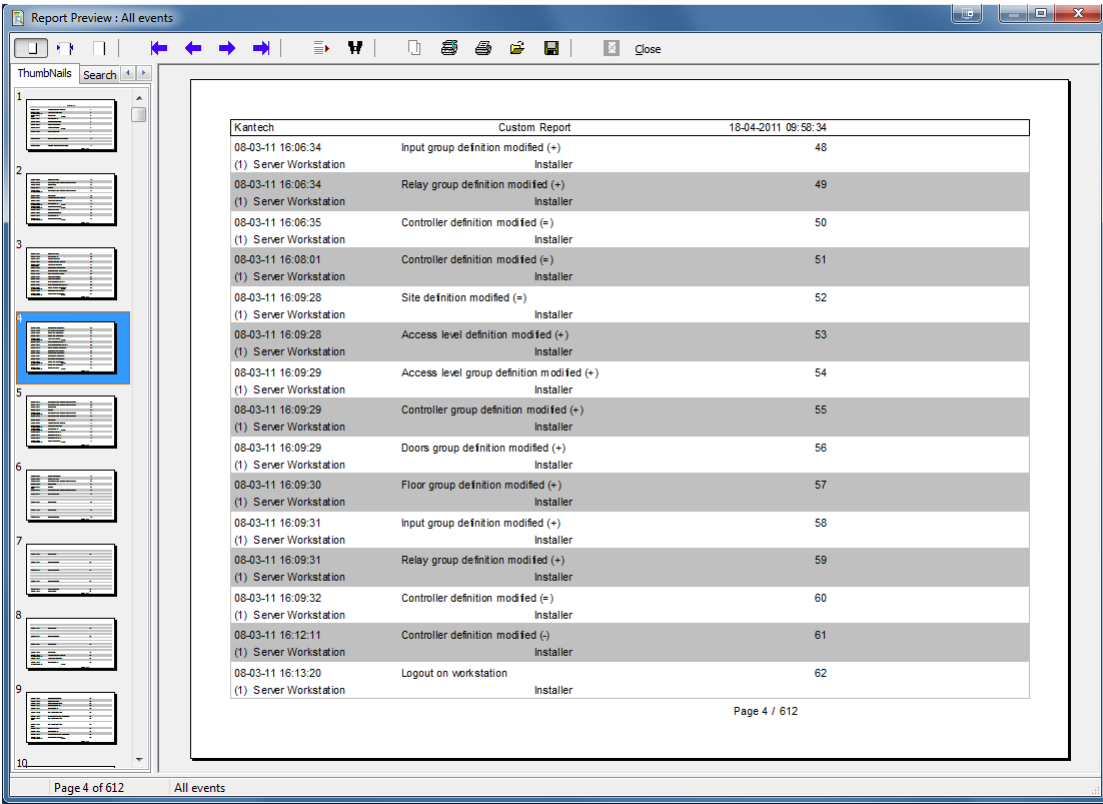 Report Preview : All events
Close
ThumbNails Search
1
2
3
4
5
6
7
8
9
10
Kantech Custom Report 18-04-2011 09:58:34
08-03-11 16:06:34 Input group definition modified (+) 48
(1) Server Workstation Installer
08-03-11 16:06:34 Relay group definition modified (+) 49
(1) Server Workstation Installer
08-03-11 16:06:35 Controller definition modified (=) 50
(1) Server Workstation Installer
08-03-11 16:08:01 Controller definition modified (=) 51
(1) Server Workstation Installer
08-03-11 16:09:28 Site definition modified (=) 52
(1) Server Workstation Installer
08-03-11 16:09:28 Access level definition modified (+) 53
(1) Server Workstation Installer
08-03-11 16:09:29 Access level group definition modified (+) 54
(1) Server Workstation Installer
08-03-11 16:09:29 Controller group definition modified (+) 55
(1) Server Workstation Installer
08-03-11 16:09:29 Doors group definition modified (+) 56
(1) Server Workstation Installer
08-03-11 16:09:30 Floor group definition modified (+) 57
(1) Server Workstation Installer
08-03-11 16:09:31 Input group definition modified (+) 58
(1) Server Workstation Installer
08-03-11 16:09:31 Relay group definition modified (+) 59
(1) Server Workstation Installer
08-03-11 16:09:32 Controller definition modified (=) 60
(1) Server Workstation Installer
08-03-11 16:12:11 Controller definition modified (-) 61
(1) Server Workstation Installer
08-03-11 16:13:20 Logout on workstation 62
(1) Server Workstation Installer
Page 4 / 612
Page 4 of 612 All events